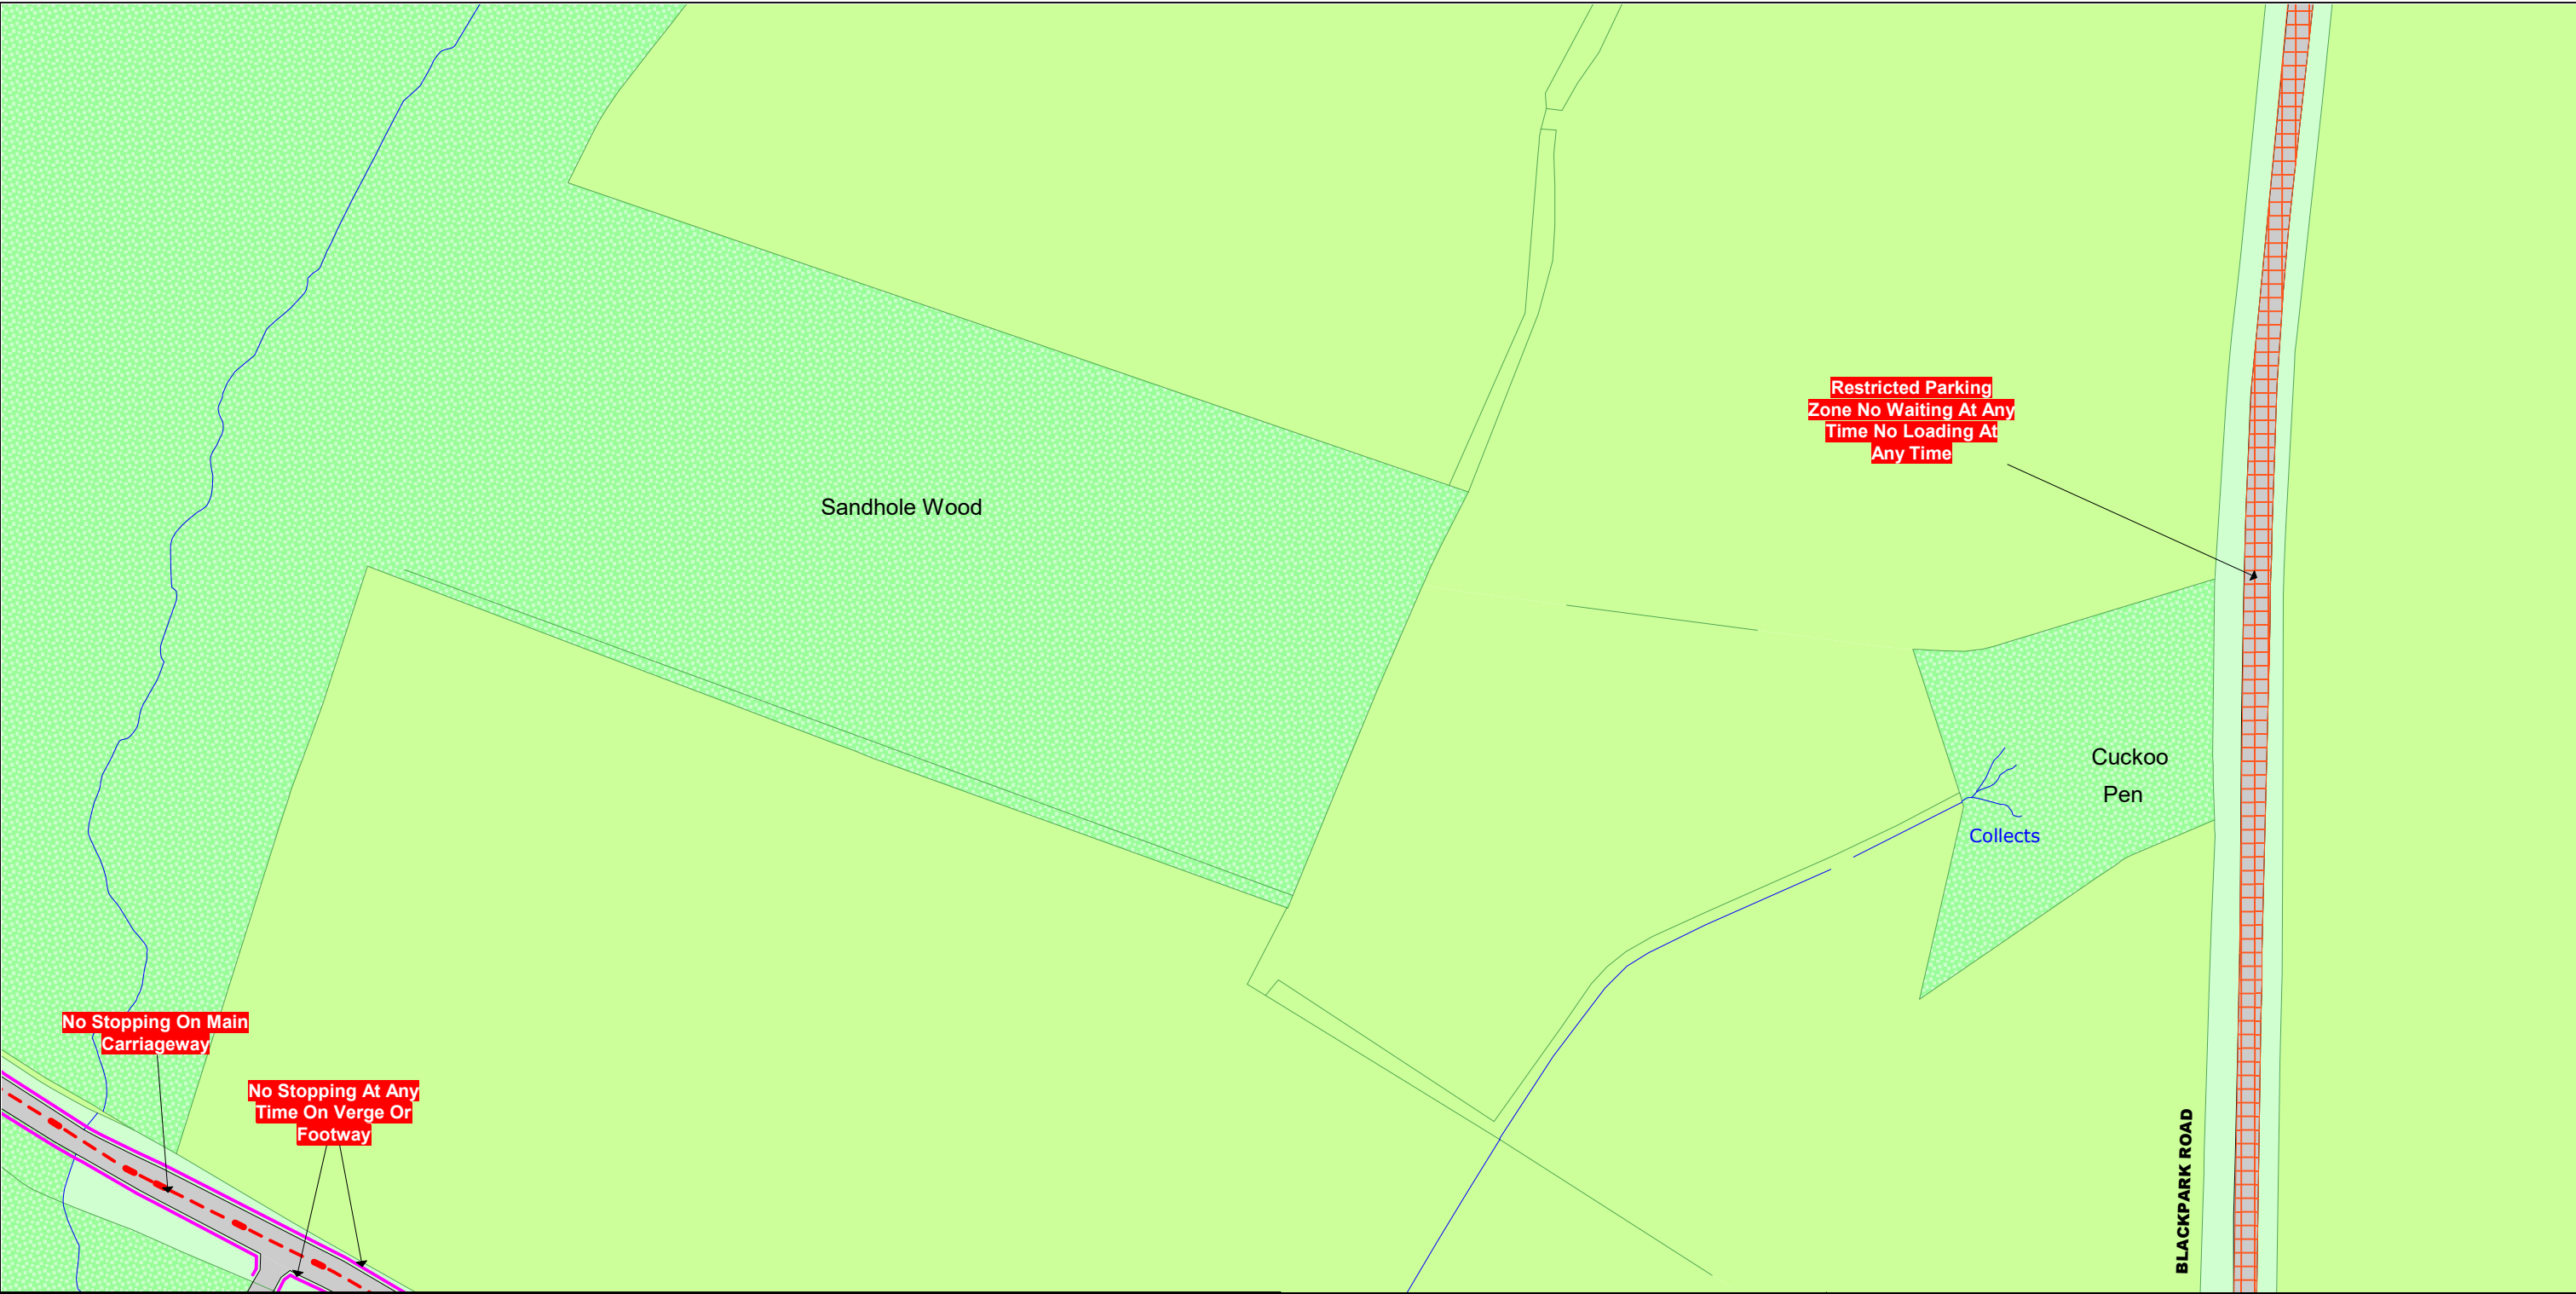 Restricted Parking
Zone No Waiting At Any
Time No Loading At
Any Time
Sandhole Wood
Cuckoo
Pen
Collects
No Stopping On Main
Carriageway
No Stopping At Any
Time On Verge Or
Footway
BLACKPARK ROAD